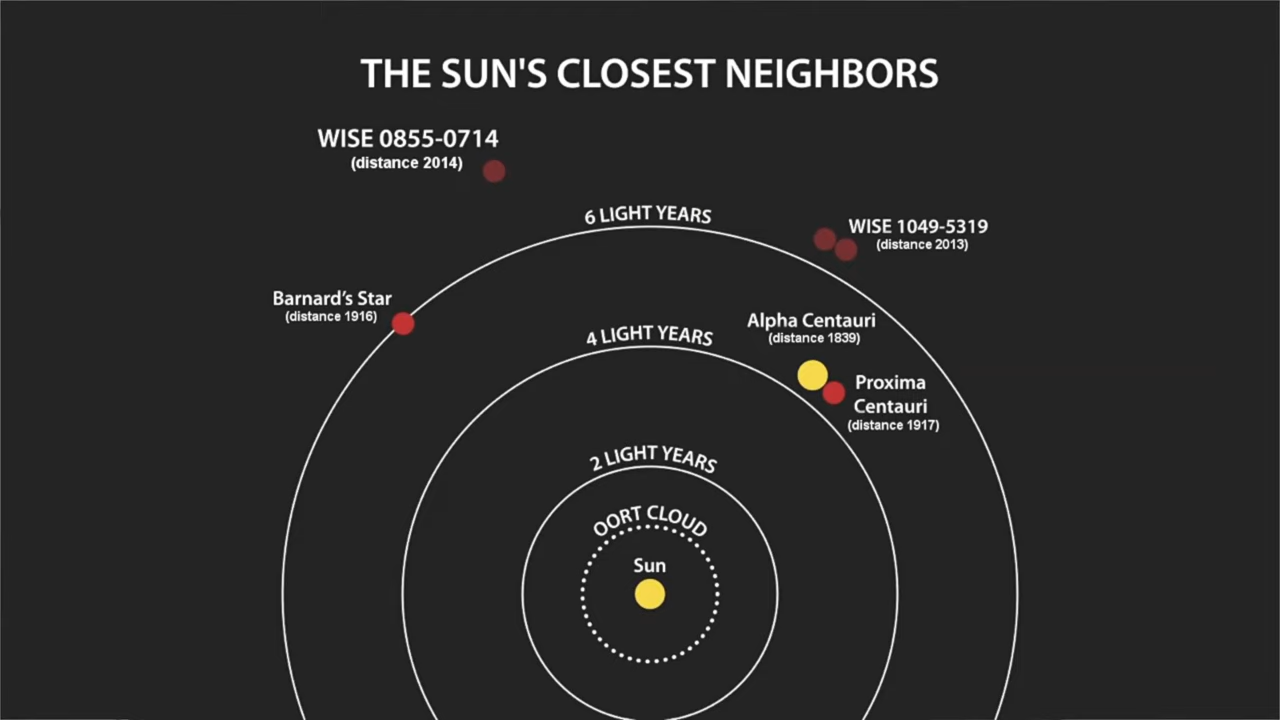 THE SUN'S CLOSEST NEIGHBORS
WISE 0855-0714
(distance 2014)
6 LIGHT YEARS
WISE 1049-5319
(distance 2013)
Barnard’s Star
(distance 1916)
4 LIGHT YEARS
Alpha Centauri
(distance 1839)
Proxima
Centauri
(distance 1917)
2 LIGHT YEARS
OORT CLOUD
Sun